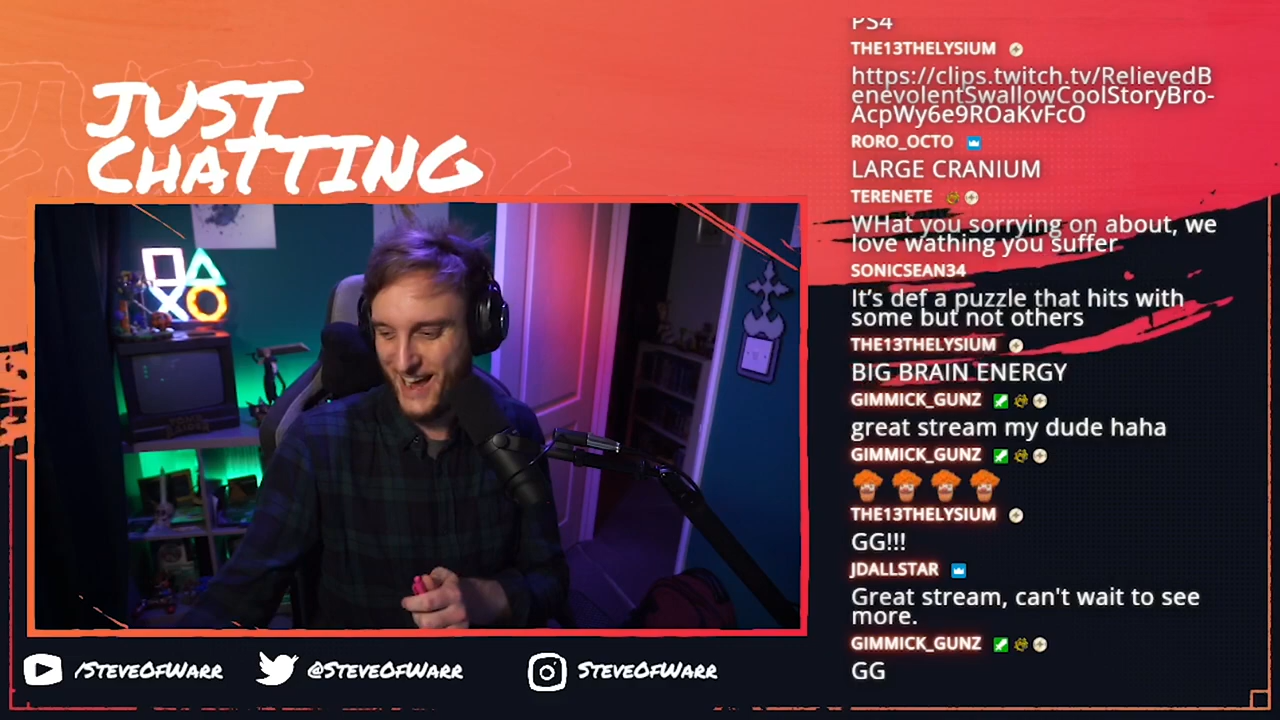 JUST
CHATTING
PS4
THE13THELYSIUM
https://clips.twitch.tv/RelievedB
enevolentSwallowCoolStoryBro-
AcpWy6e9ROaKvFcO
RORO_OCTO
LARGE CRANIUM
TERENETE
WHat you sorrying on about, we
love wathing you suffer
SONICSEAN34
It's def a puzzle that hits with
some but not others
THE13THELYSIUM
BIG BRAIN ENERGY
GIMMICK_GUNZ
great stream my dude haha
GIMMICK_GUNZ
THE13THELYSIUM
GG!!!
JDALLSTAR
Great stream, can't wait to see
more.
GIMMICK_GUNZ
GG
/SteveOfWarr
@SteveOfWarr
SteveOfWarr